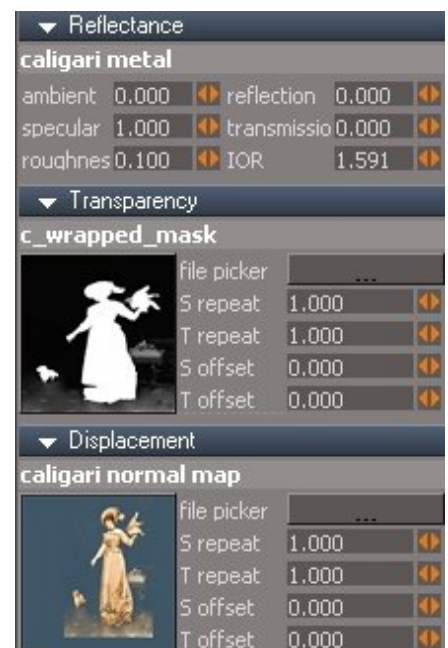 Reflectance
caligari metal
ambient 0.000 reflection 0.000
specular 1.000 transmissio 0.000
roughnes 0.100 IOR 1.591
Transparency
c_wrapped_mask
file picker ...
S repeat 1.000
T repeat 1.000
S offset 0.000
T offset 0.000
Displacement
caligari normal map
file picker ...
S repeat 1.000
T repeat 1.000
S offset 0.000
T offset 0.000